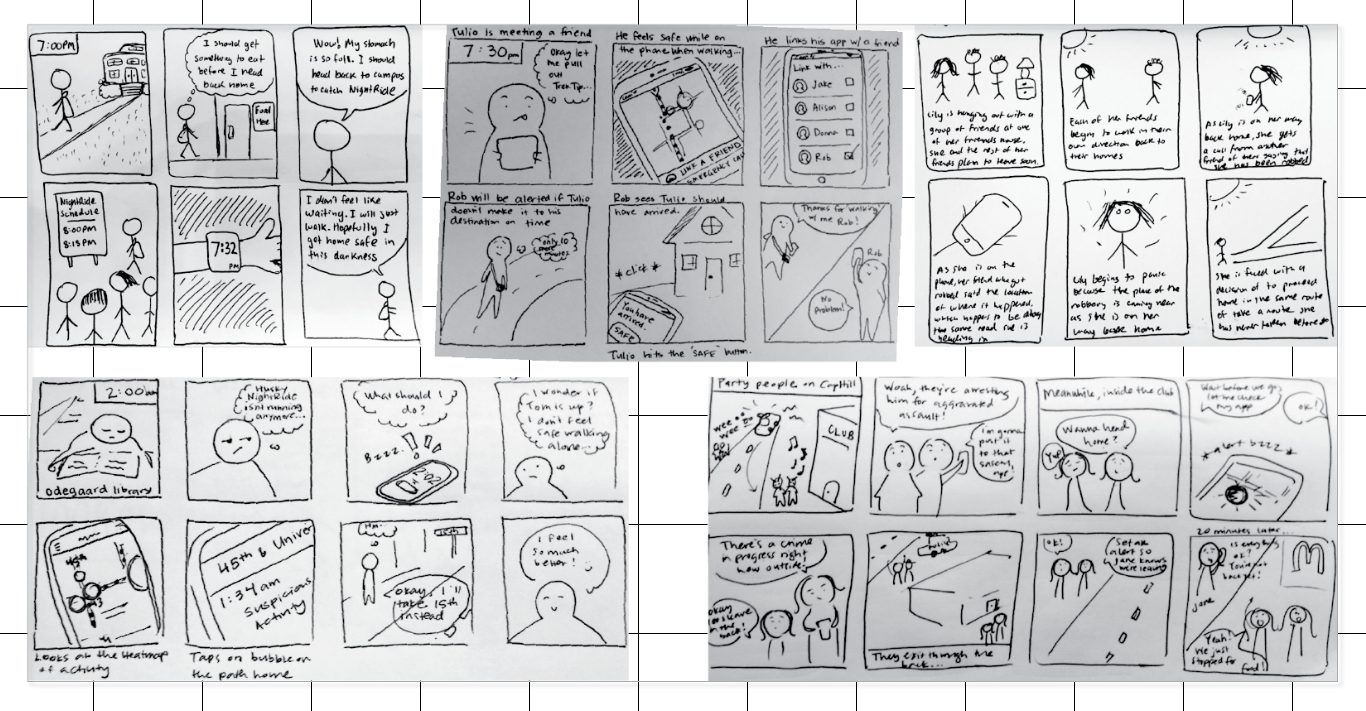 7:00PM
I should get
something to eat
before I head
back home
Food
Here
Wow! My stomach
is so full. I should
head back to campus
to catch NightRide
NightRide
Schedule
8:00PM
8:15PM
7:32
PM
I don't feel like
waiting. I will just
walk. Hopefully I
get home safe in
this darkness
Tulio is meeting a friend
7:30pm
Okay let
me pull
out
He feels safe while on
the phone when walking...
LINK A FRIEND
He links his app w/ a friend
Link with...
Jake
Alison
Donna
Rob
Rob will be alerted if Tulio
doesn't make it to his
destination on time
only 10
more
minutes
Rob sees Tulio should
have arrived.
*click*
You have
arrived.
SAFE
Tulio hits the "SAFE" button.
Thanks for walking
w/ me Rob!
Rob
No
Problem!
Lily is hanging out with a
group of friends at one
of her friends house,
she and the rest of her
friends plan to leave soon.
Each of her friends
begin to walk in their
own direction back to
their homes
As Lily is on her way
back home, she gets
a call from another
friend of hers saying that
she has been robbed
As she is on the
phone, her friend who got
robbed said the location
of where it happened,
which happens to be along
the same road she is
heading in
Lily begins to panic
because the place of the
robbery is coming near
as she is on her
way back home
She is faced with a
decision of to proceed
home in the same route
of take a route she
has never taken before
2:00am
odegaard library
Husky
NightRide
isnt running
anymore...
What should I
do?
Bzzz!
2:02
I wonder if
Tom is up?
I don't feel
safe walking
alone...
Looks at the Heatmap
of activity
45th & Univer
1:34am
Suspicious
Activity
Taps on bubble on
the path home
Hm..
15th
Okay, I'll
take 15th
instead
I feel
so much
better!
Party people on CapHill
wee
woo
wee
CLUB
Woah, they're arresting
him for aggravated
assault!
I'm gonna
post it
to that
safety
app
Meanwhile, inside the club
Wanna head
home?
Yup
Wait before we go
let me check
my app
OK!
*alert bzzz*
There's a crime
in progress right
now outside.
Okay
lets leave
in the
back!
They exit through the
back...
OK!
Set an
alert so
Jane knows
were leaving
20 minutes later...
is everything
ok?
You're not
back yet!
Jane
Yeah!
We just
stopped for
food!